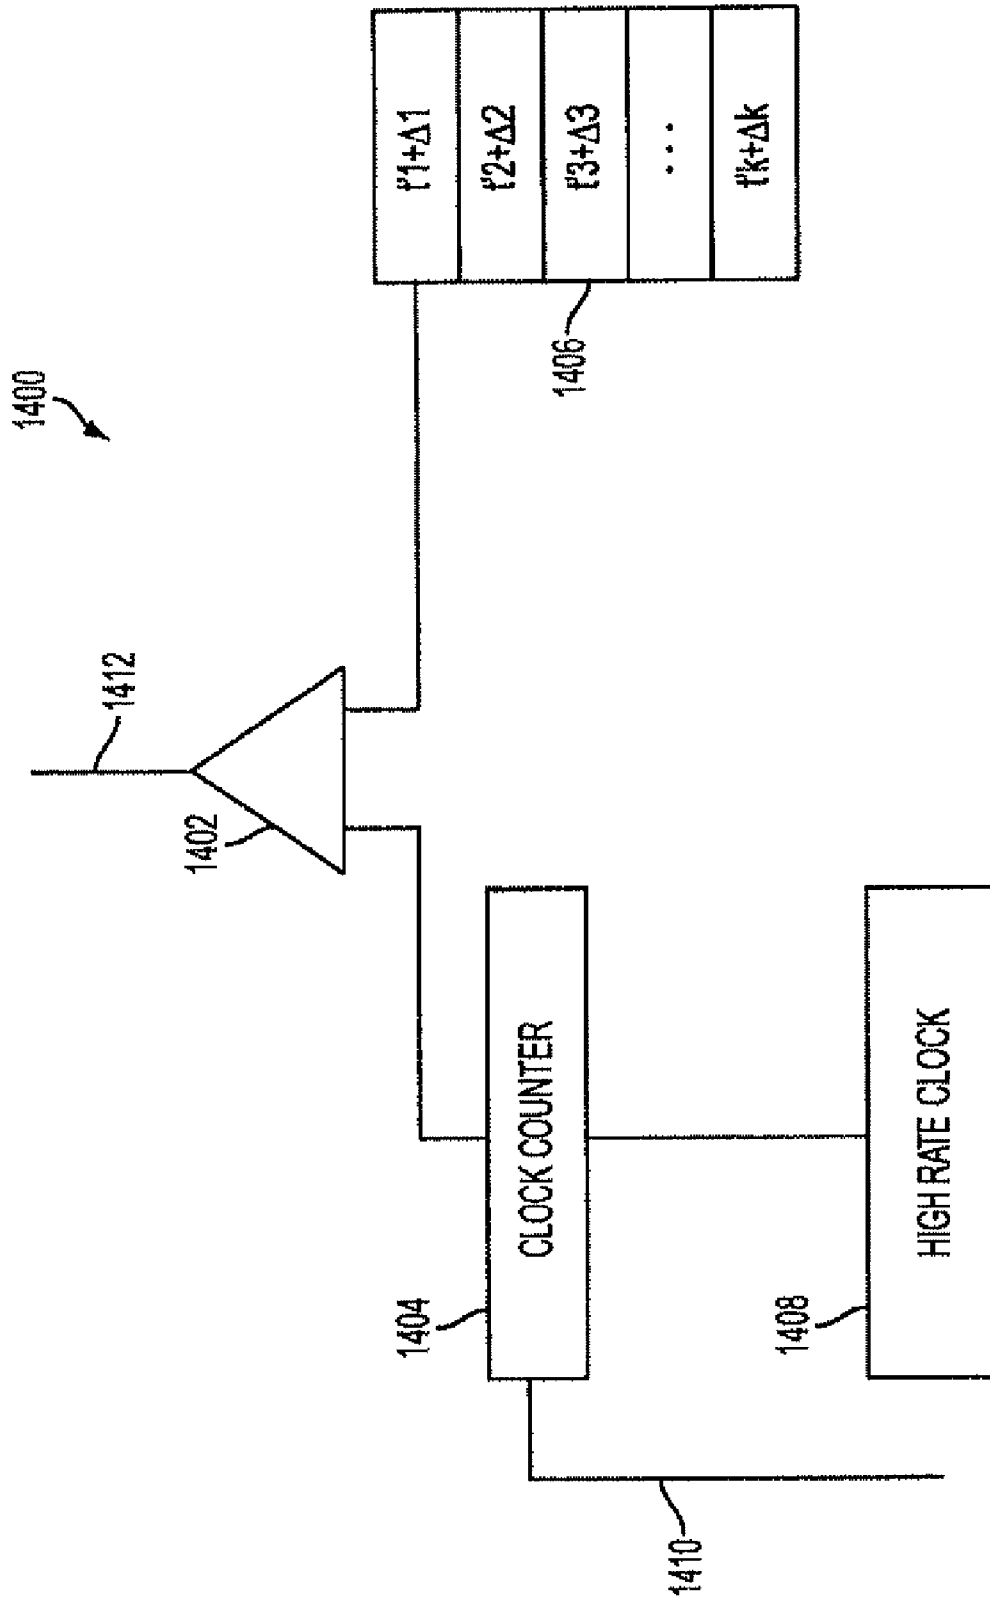 1400
1412
1402
t'1+Δ1
t'2+Δ2
t'3+Δ3
...
t'k+Δk
1406
1404
CLOCK COUNTER
1408
HIGH RATE CLOCK
1410